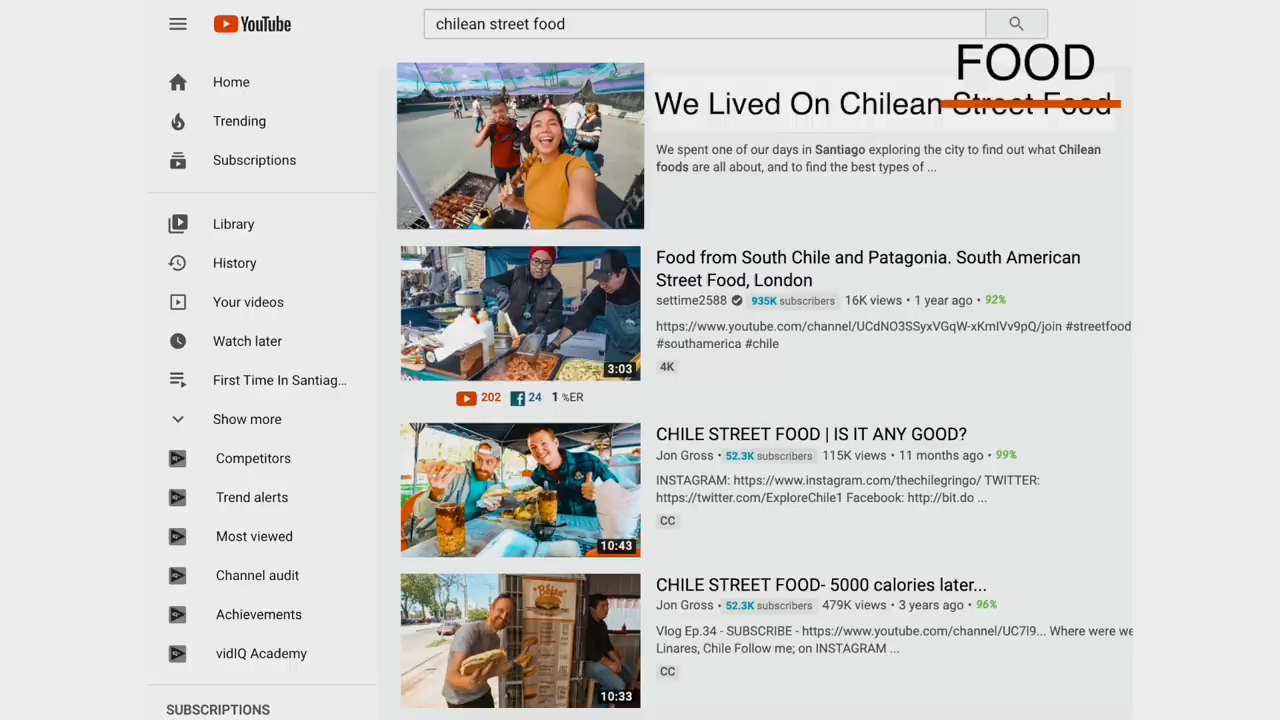 YouTube
chilean street food
Home
Trending
Subscriptions
Library
History
Your videos
Watch later
First Time In Santiag...
Show more
Competitors
Trend alerts
Most viewed
Channel audit
Achievements
vidIQ Academy
SUBSCRIPTIONS
FOOD
We Lived On Chilean Street Food
We spent one of our days in Santiago exploring the city to find out what Chilean
foods are all about, and to find the best types of ...
Food from South Chile and Patagonia. South American
Street Food, London
settime2588 935K subscribers 16K views • 1 year ago • 92%
https://www.youtube.com/channel/UCdNO3SSyxVGqW-xKmIVv9pQ/join #streetfood
#southamerica #chile
4K
3:03
202 24 1 %ER
CHILE STREET FOOD | IS IT ANY GOOD?
Jon Gross • 52.3K subscribers 115K views • 11 months ago • 99%
INSTAGRAM: https://www.instagram.com/thechilegringo/ TWITTER:
https://twitter.com/ExploreChile1 Facebook: http://bit.do ...
CC
10:43
CHILE STREET FOOD- 5000 calories later...
Jon Gross • 52.3K subscribers 479K views • 3 years ago • 96%
Vlog Ep.34 - SUBSCRIBE - https://www.youtube.com/channel/UC7l9... Where were we
Linares, Chile Follow me; on INSTAGRAM ...
CC
10:33